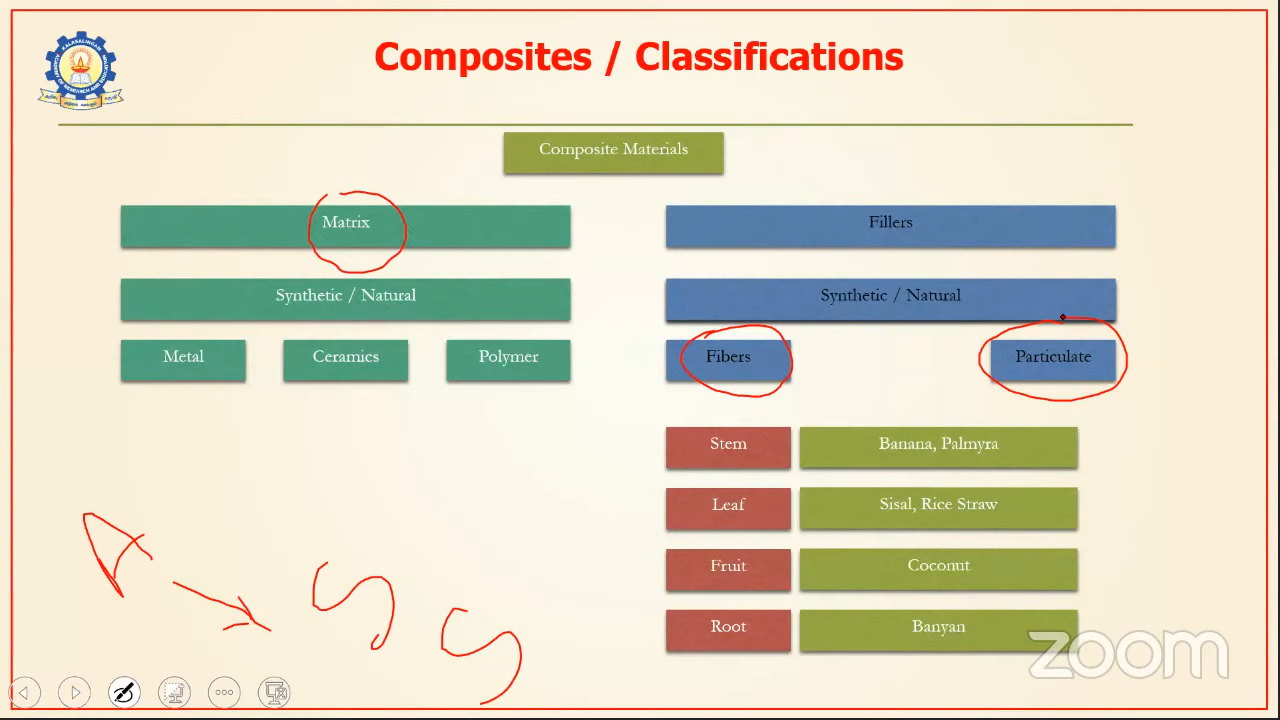 Composites / Classifications
Composite Materials
Matrix
Fillers
Synthetic / Natural
Synthetic / Natural
Metal
Ceramics
Polymer
Fibers
Particulate
Stem
Banana, Palmyra
Leaf
Sisal, Rice Straw
Fruit
Coconut
Root
Banyan
A → S S
zoom